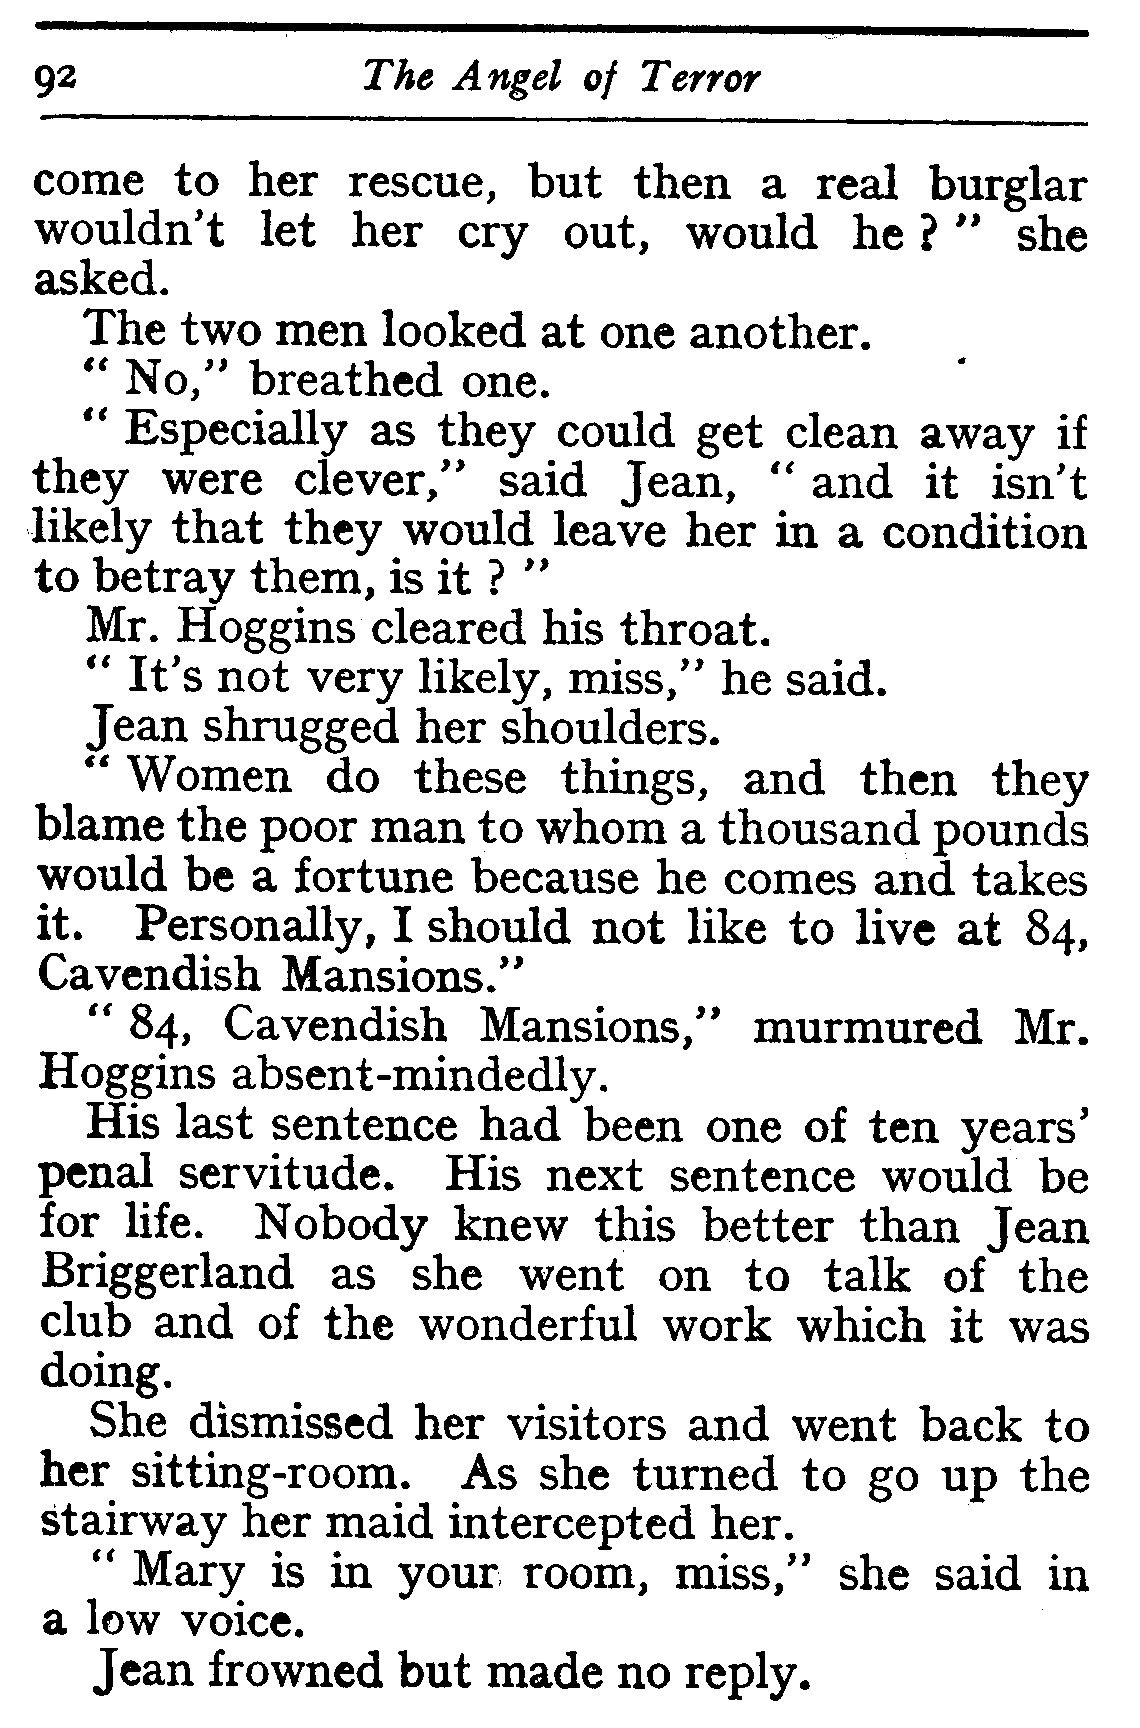 92 The Angel of Terror
come to her rescue, but then a real burglar
wouldn't let her cry out, would he ? " she
asked.
The two men looked at one another.
" No," breathed one.
" Especially as they could get clean away if
they were clever," said Jean, " and it isn't
likely that they would leave her in a condition
to betray them, is it ? "
Mr. Hoggins cleared his throat.
" It's not very likely, miss," he said.
Jean shrugged her shoulders.
" Women do these things, and then they
blame the poor man to whom a thousand pounds
would be a fortune because he comes and takes
it. Personally, I should not like to live at 84,
Cavendish Mansions."
" 84, Cavendish Mansions," murmured Mr.
Hoggins absent-mindedly.
His last sentence had been one of ten years'
penal servitude. His next sentence would be
for life. Nobody knew this better than Jean
Briggerland as she went on to talk of the
club and of the wonderful work which it was
doing.
She dismissed her visitors and went back to
her sitting-room. As she turned to go up the
stairway her maid intercepted her.
" Mary is in your room, miss," she said in
a low voice.
Jean frowned but made no reply.